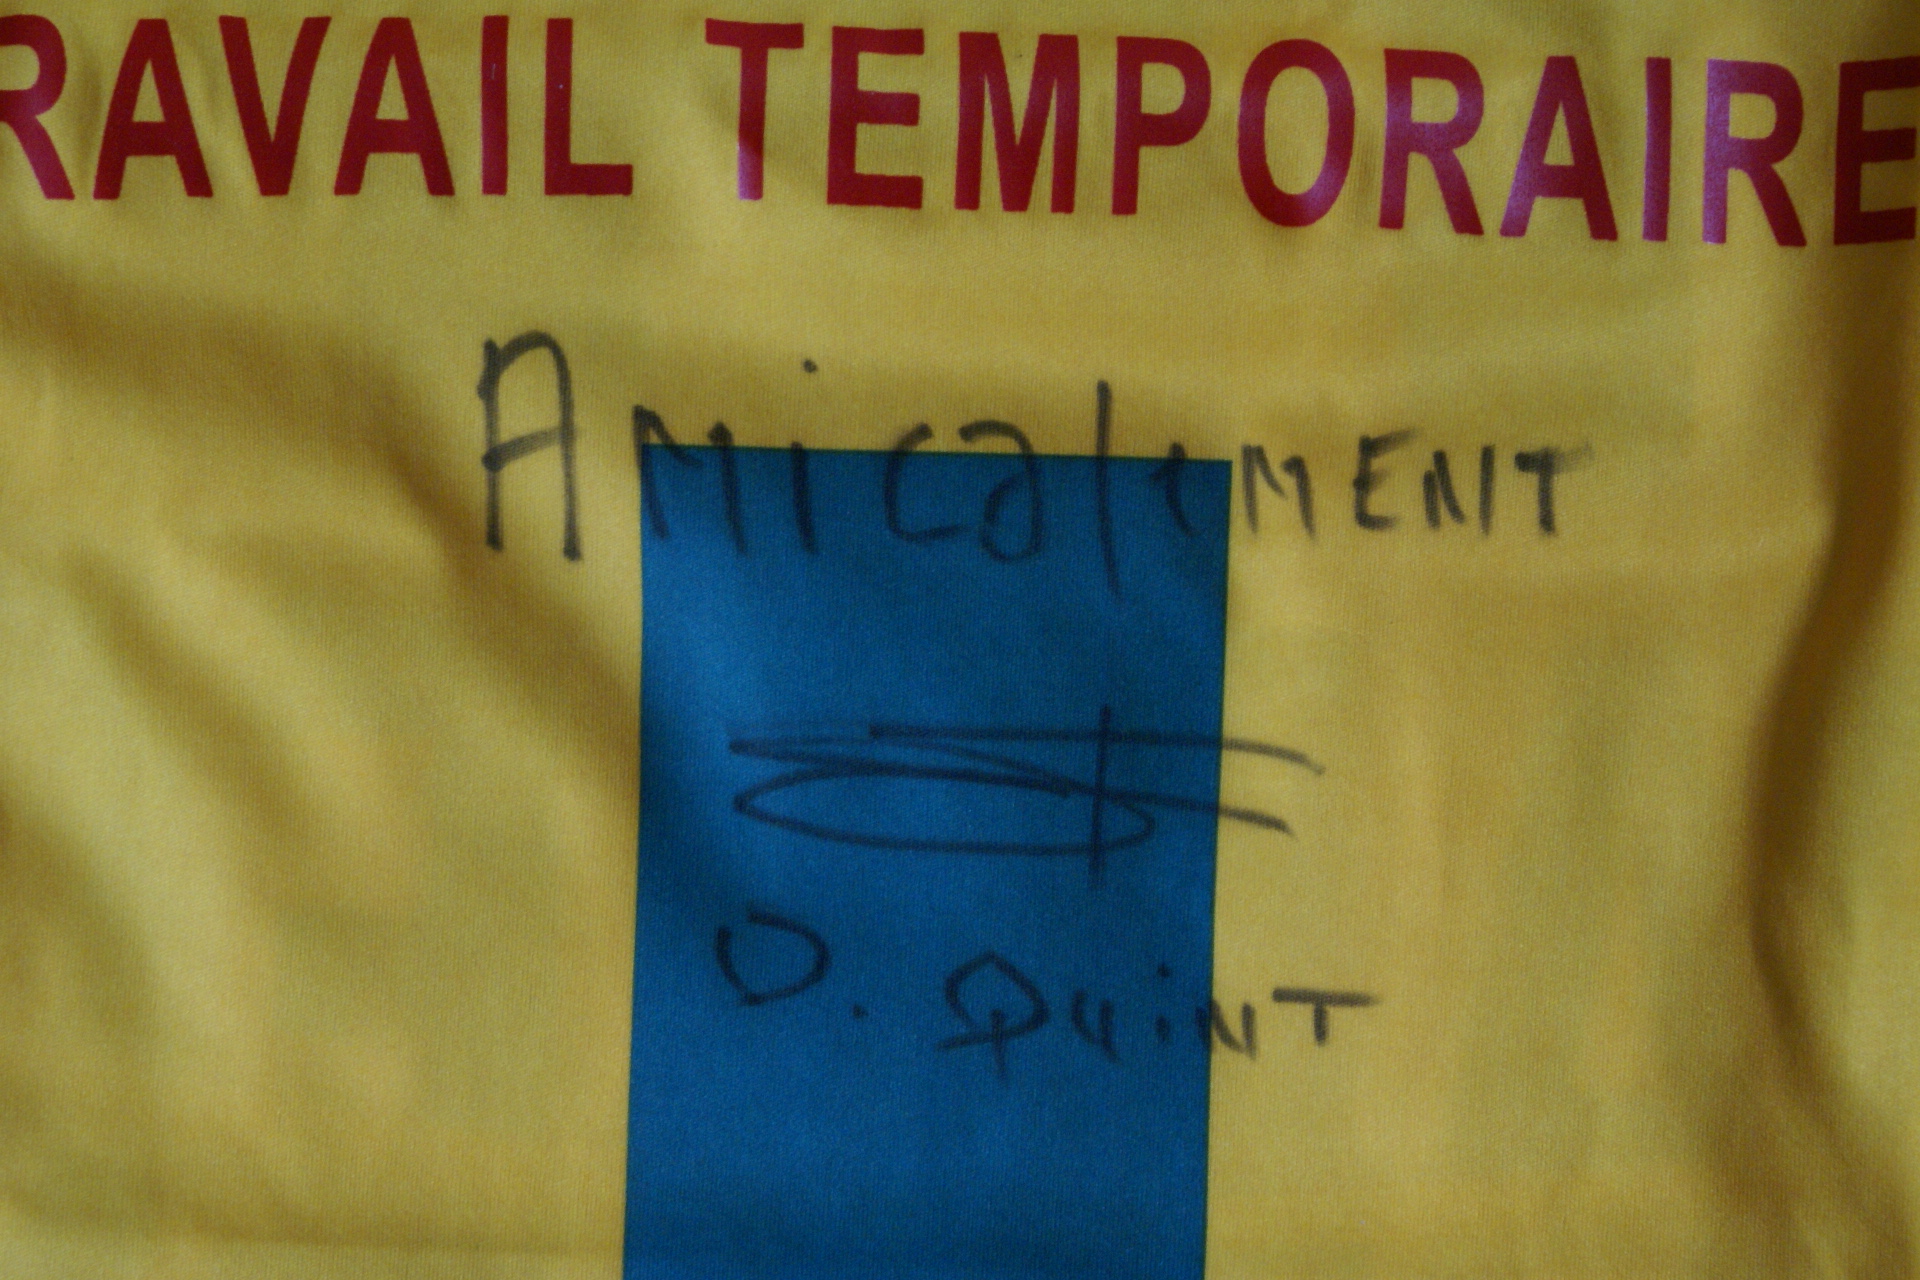 RAVAIL TEMPORAIRE
AMicalEMENT
O. QuiNT